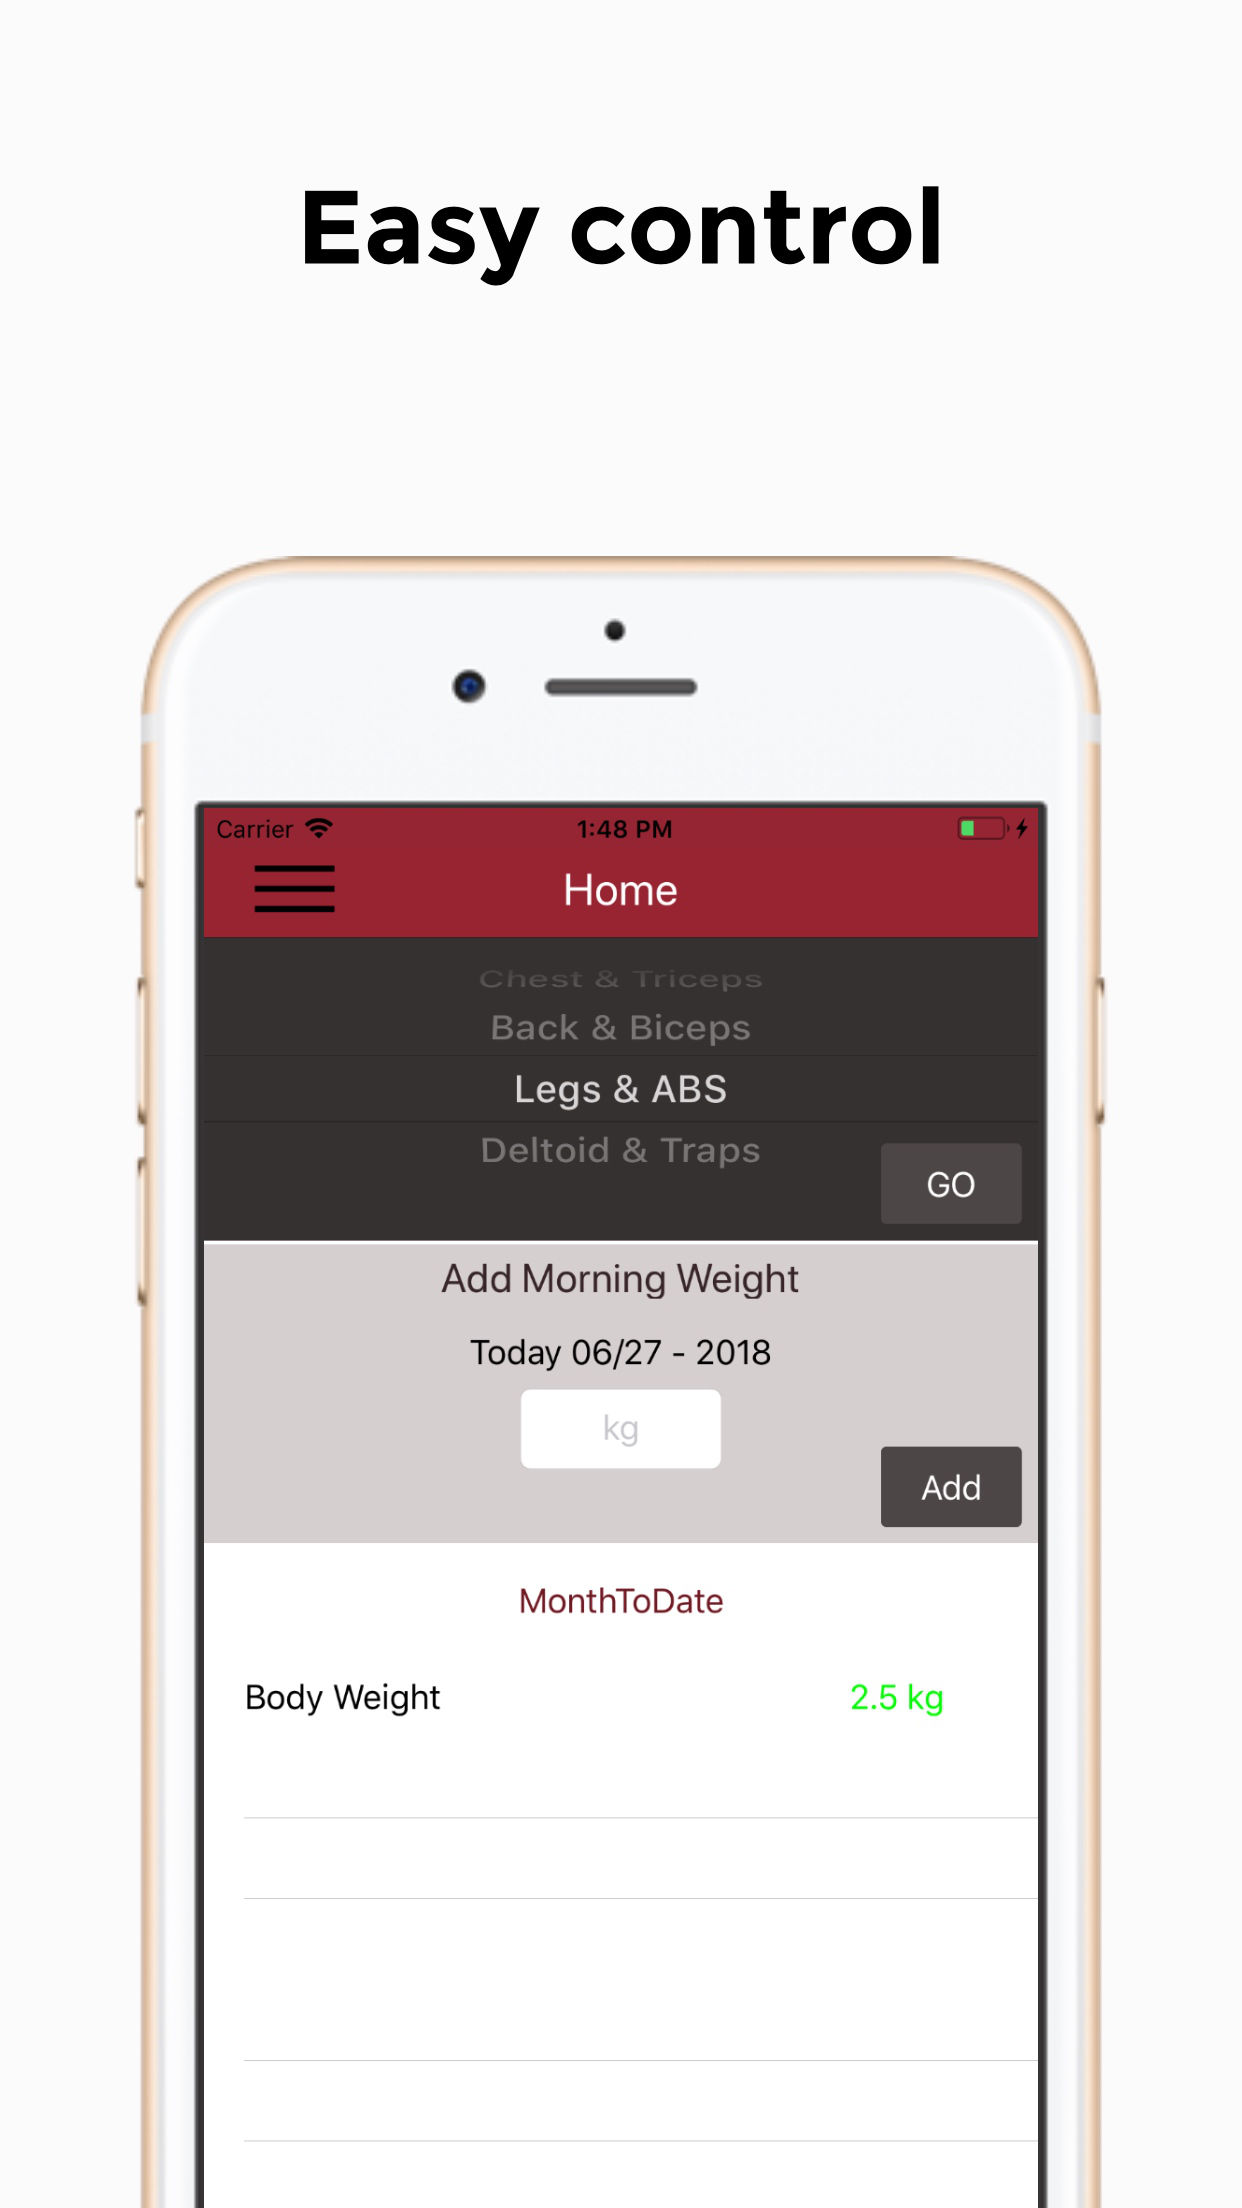 Easy control
Carrier 1:48 PM
Home
Chest & Triceps
Back & Biceps
Legs & ABS
Deltoid & Traps
GO
Add Morning Weight
Today 06/27 - 2018
kg
Add
MonthToDate
Body Weight 2.5 kg